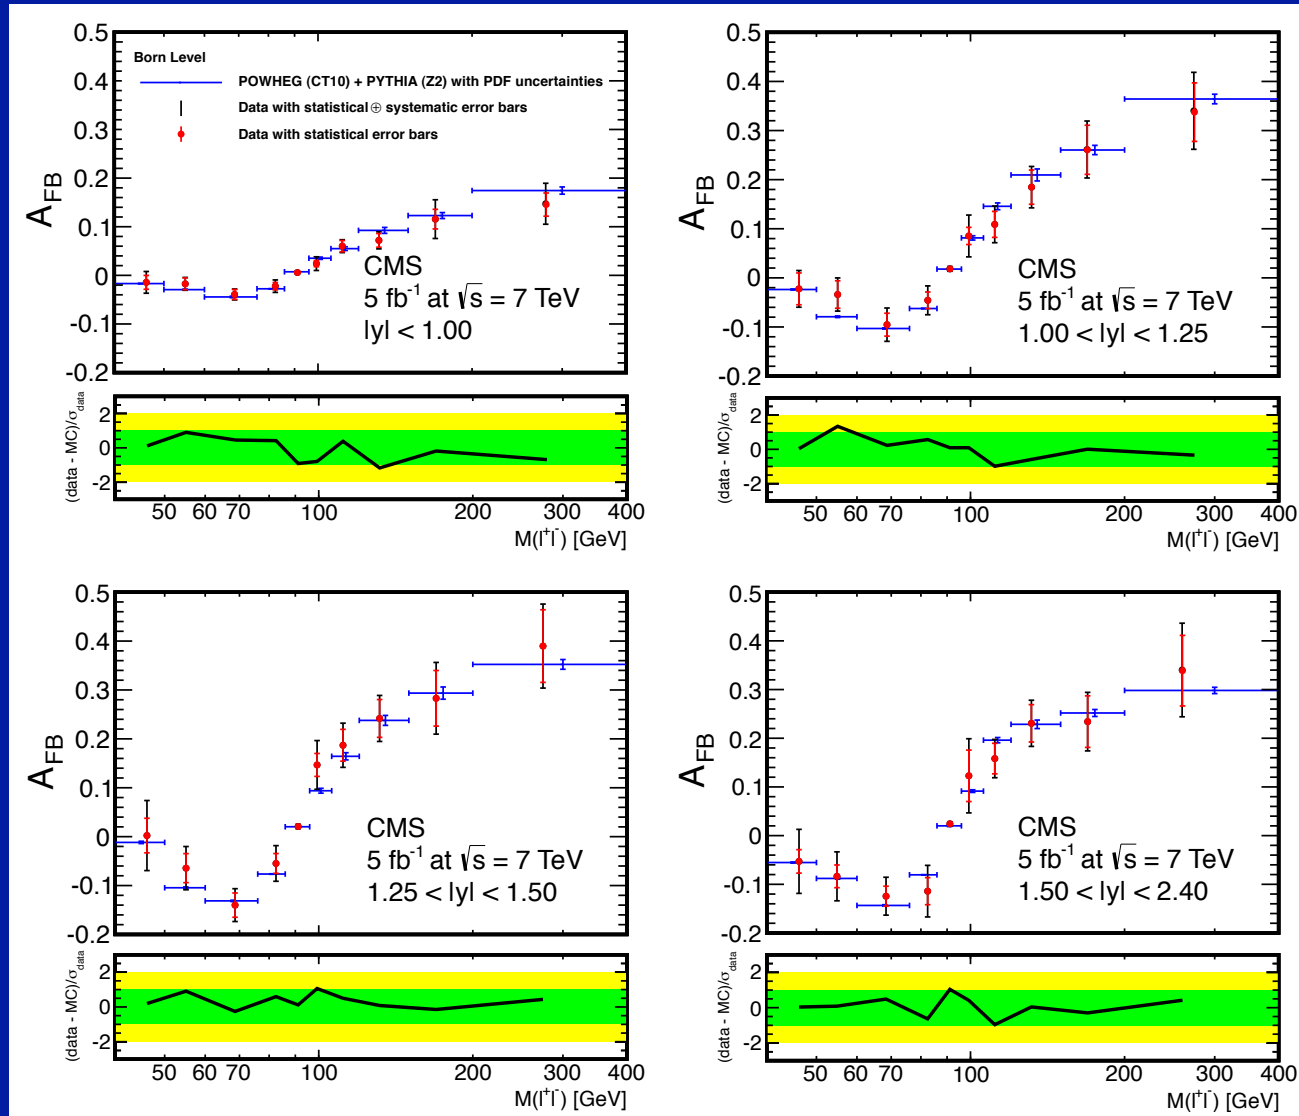 0.5
0.4
0.3
0.2
0.1
0
-0.1
-0.2
A_FB
Born Level
POWHEG (CT10) + PYTHIA (Z2) with PDF uncertainties
Data with statistical ⊕ systematic error bars
Data with statistical error bars
CMS
5 fb⁻¹ at √s = 7 TeV
|y| < 1.00
(data - MC)/σ_data
2
0
-2
50 60 70 100 200 300 400
M(l⁺l⁻) [GeV]
0.5
0.4
0.3
0.2
0.1
0
-0.1
-0.2
A_FB
CMS
5 fb⁻¹ at √s = 7 TeV
1.00 < |y| < 1.25
(data - MC)/σ_data
2
0
-2
50 60 70 100 200 300 400
M(l⁺l⁻) [GeV]
0.5
0.4
0.3
0.2
0.1
0
-0.1
-0.2
A_FB
CMS
5 fb⁻¹ at √s = 7 TeV
1.25 < |y| < 1.50
(data - MC)/σ_data
2
0
-2
50 60 70 100 200 300 400
M(l⁺l⁻) [GeV]
0.5
0.4
0.3
0.2
0.1
0
-0.1
-0.2
A_FB
CMS
5 fb⁻¹ at √s = 7 TeV
1.50 < |y| < 2.40
(data - MC)/σ_data
2
0
-2
50 60 70 100 200 300 400
M(l⁺l⁻) [GeV]